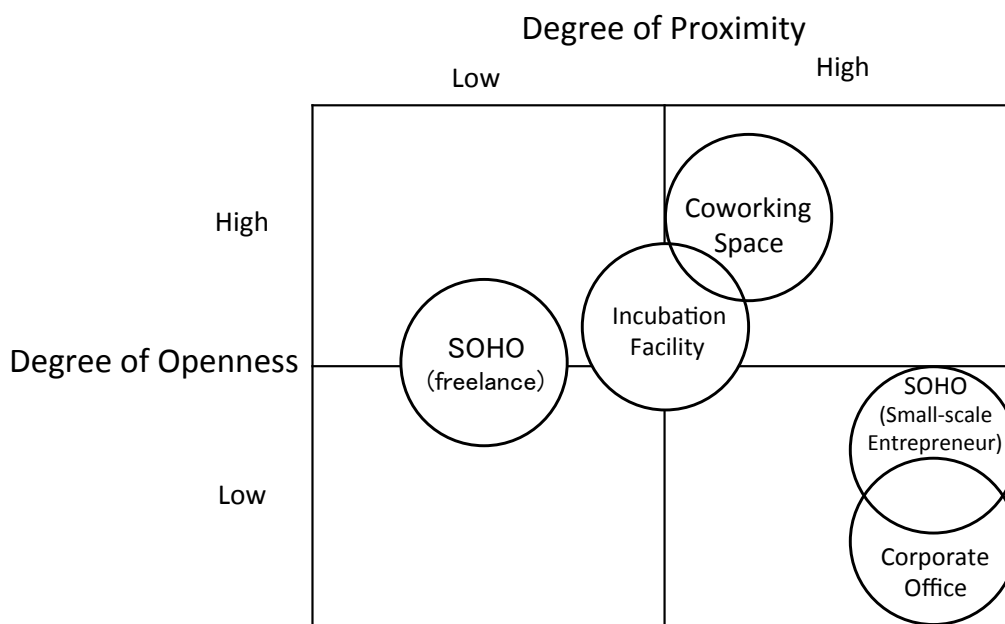 Degree of Proximity
Low
High
High
Coworking
Space
Incubation
Facility
SOHO
(freelance)
Degree of Openness
SOHO
(Small-scale
Entrepreneur)
Low
Corporate
Office